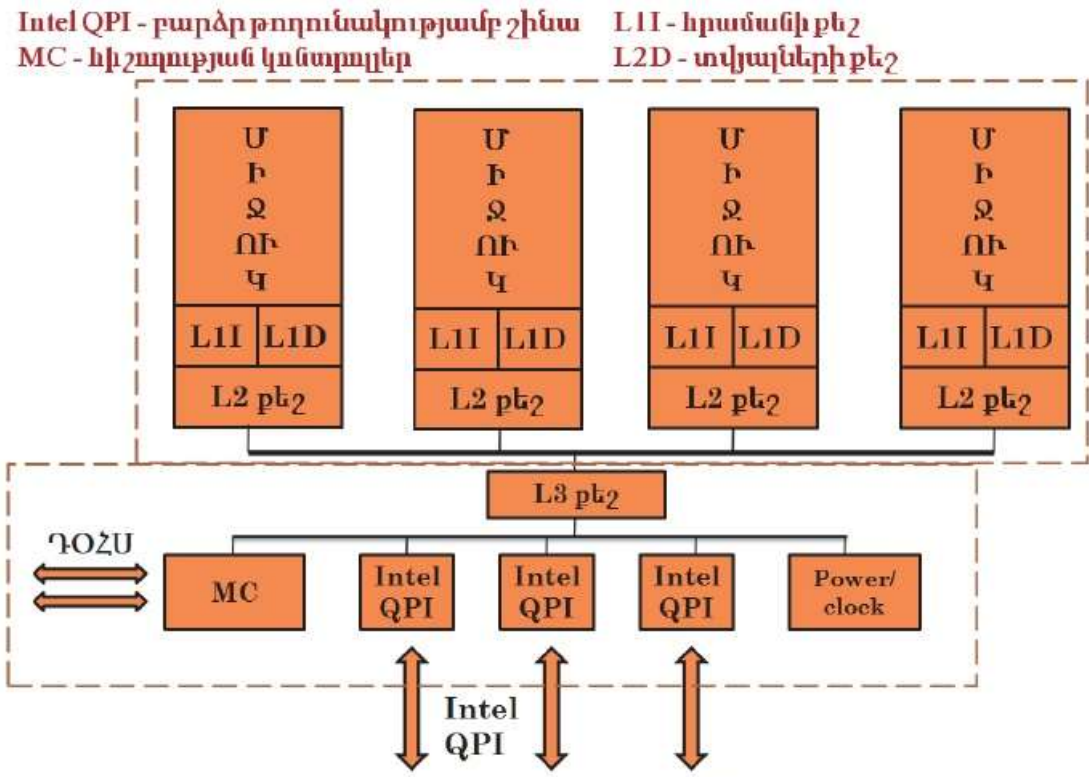 Intel QPI - բարձր թողունակությամբ շինա
L1I - հրամանի քեշ
MC - հիշողության կոնտրոլլեր
L2D - տվյալների քեշ
Մ Մ Մ Մ
Ի Ի Ի Ի
Ջ Ջ Ջ Ջ
ՈՒ ՈՒ ՈՒ ՈՒ
Կ Կ Կ Կ
L1I L1D L1I L1D L1I L1D L1I L1D
L2 քեշ L2 քեշ L2 քեշ L2 քեշ
L3 քեշ
ԴՕՀՍ
MC
Intel
QPI
Intel
QPI
Intel
QPI
Power/
clock
Intel
QPI